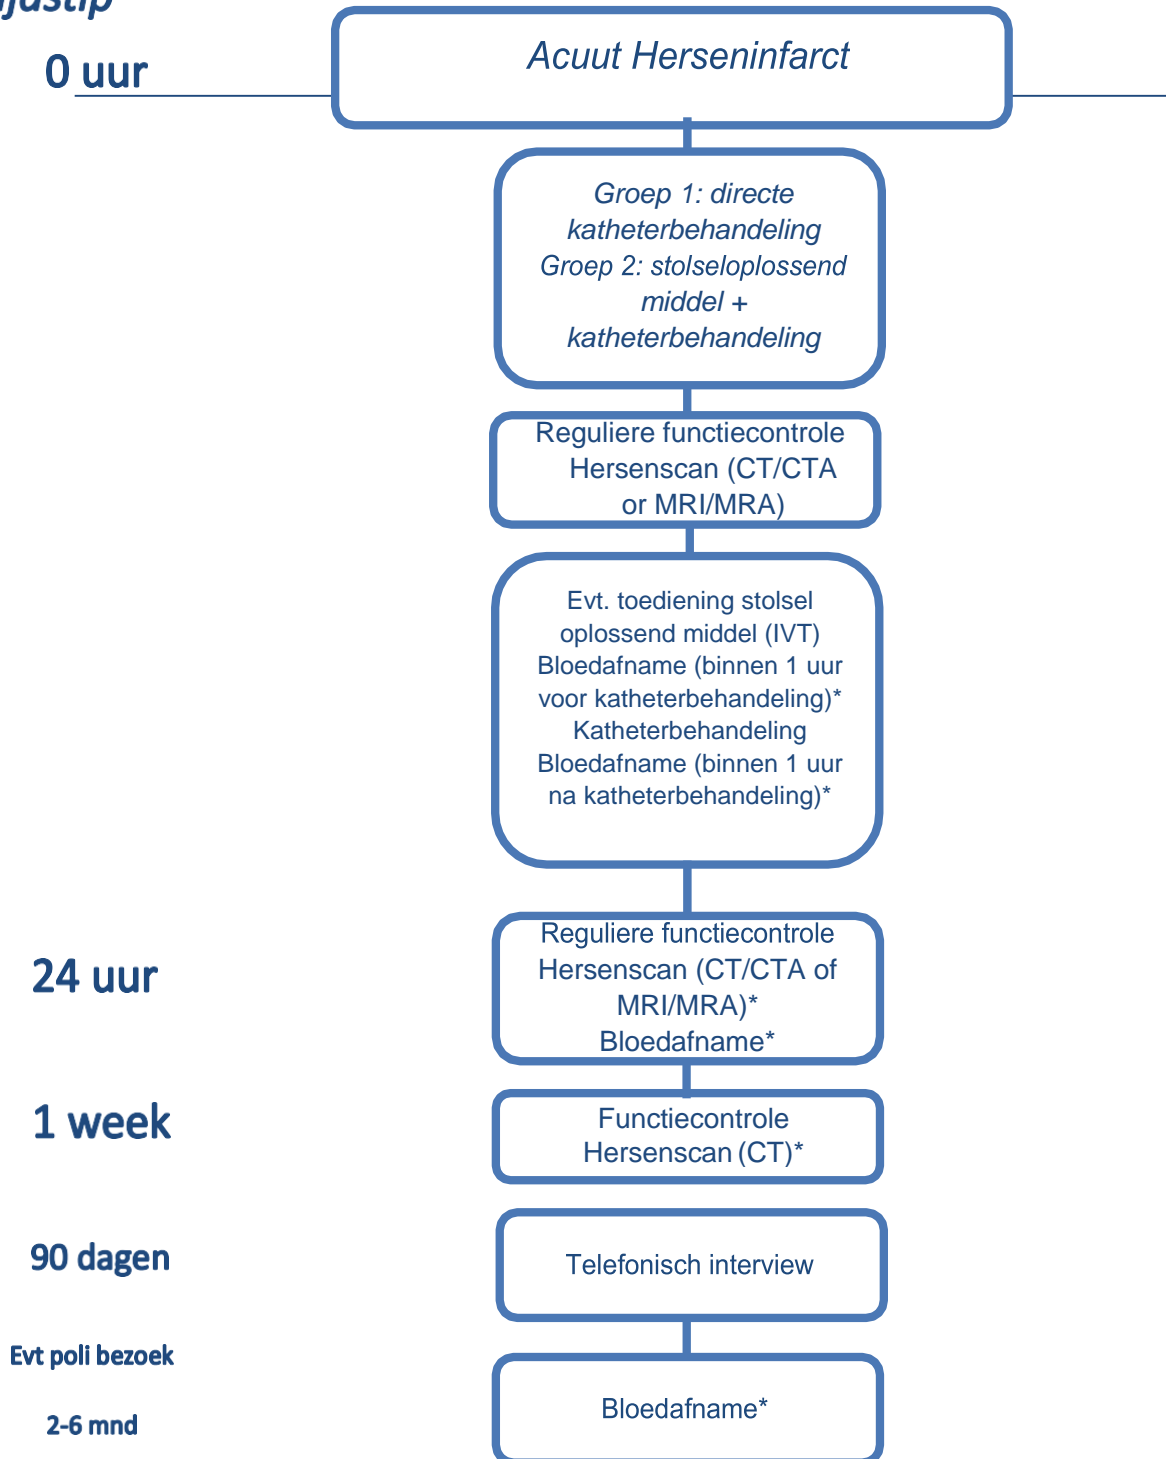 0 uur
Acuut Herseninfarct
Groep 1: directe
katheterbehandeling
Groep 2: stolseloplossend
middel +
katheterbehandeling
Reguliere functiecontrole
Hersenscan (CT/CTA
or MRI/MRA)
Evt. toediening stolsel
oplossend middel (IVT)
Bloedafname (binnen 1 uur
voor katheterbehandeling)*
Katheterbehandeling
Bloedafname (binnen 1 uur
na katheterbehandeling)*
24 uur
Reguliere functiecontrole
Hersenscan (CT/CTA of
MRI/MRA)*
Bloedafname*
1 week
Functiecontrole
Hersenscan (CT)*
90 dagen
Telefonisch interview
Evt poli bezoek
2-6 mnd
Bloedafname*